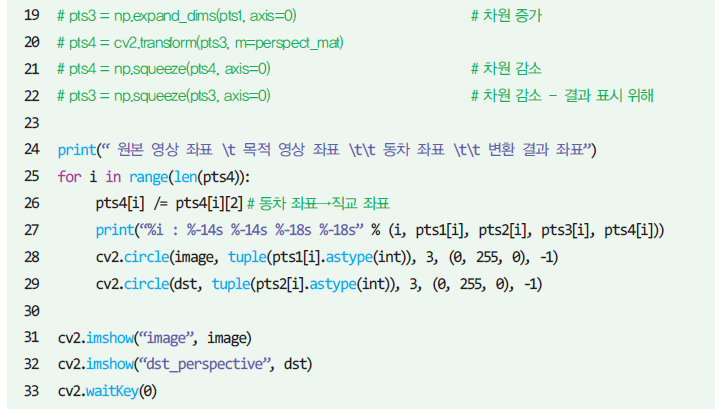 19 # pts3 = np.expand_dims(pts1, axis=0) # 차원 증가
20 # pts4 = cv2.transform(pts3, m=perspect_mat)
21 # pts4 = np.squeeze(pts4, axis=0) # 차원 감소
22 # pts3 = np.squeeze(pts3, axis=0) # 차원 감소 - 결과 표시 위해
23
24 print(“ 원본 영상 좌표 \t 목적 영상 좌표 \t\t 동차 좌표 \t\t 변환 결과 좌표”)
25 for i in range(len(pts4)):
26 pts4[i] /= pts4[i][2] # 동차 좌표→직교 좌표
27 print(“%i : %-14s %-14s %-18s %-18s” % (i, pts1[i], pts2[i], pts3[i], pts4[i]))
28 cv2.circle(image, tuple(pts1[i].astype(int)), 3, (0, 255, 0), -1)
29 cv2.circle(dst, tuple(pts2[i].astype(int)), 3, (0, 255, 0), -1)
30
31 cv2.imshow(“image”, image)
32 cv2.imshow(“dst_perspective”, dst)
33 cv2.waitKey(0)